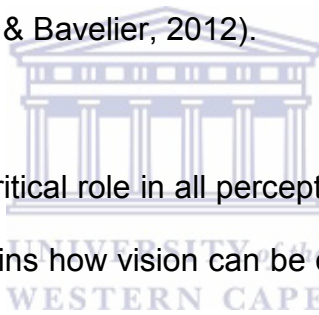 & Bavelier, 2012).
ritical role in all percept
UNIVERSITY of the
ins how vision can be
WESTERN CAPE